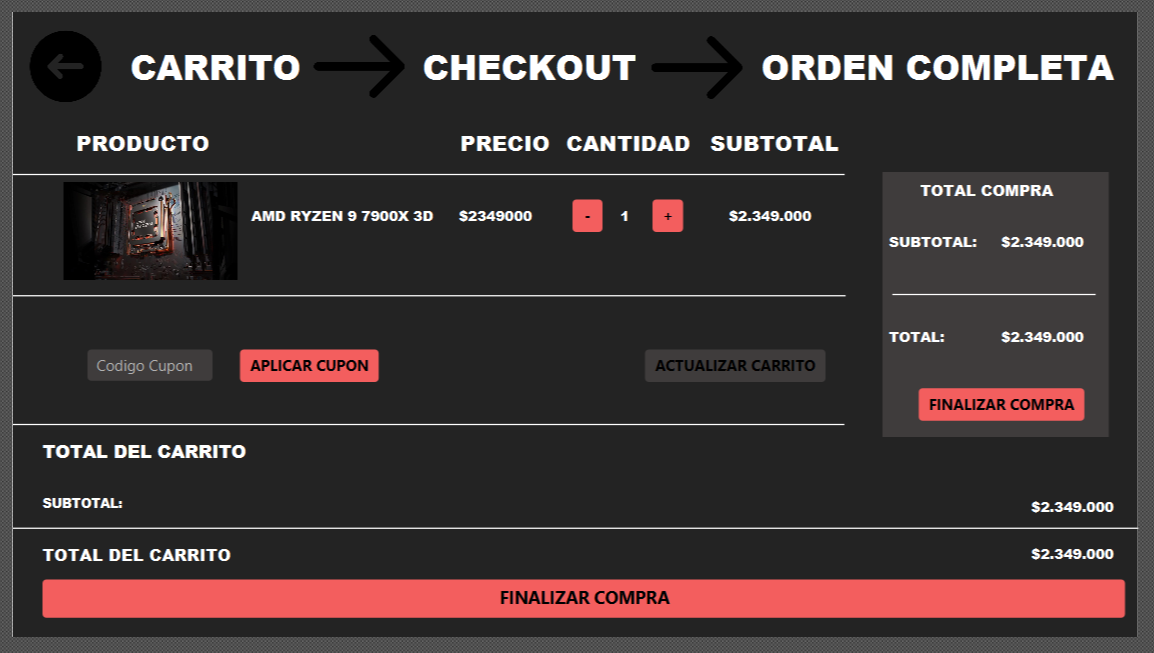 CARRITO CHECKOUT ORDEN COMPLETA
PRODUCTO PRECIO CANTIDAD SUBTOTAL
AMD RYZEN 9 7900X 3D $2349000 - 1 + $2.349.000
TOTAL COMPRA
SUBTOTAL: $2.349.000
TOTAL: $2.349.000
Codigo Cupon APLICAR CUPON ACTUALIZAR CARRITO
FINALIZAR COMPRA
TOTAL DEL CARRITO
SUBTOTAL: $2.349.000
TOTAL DEL CARRITO $2.349.000
FINALIZAR COMPRA